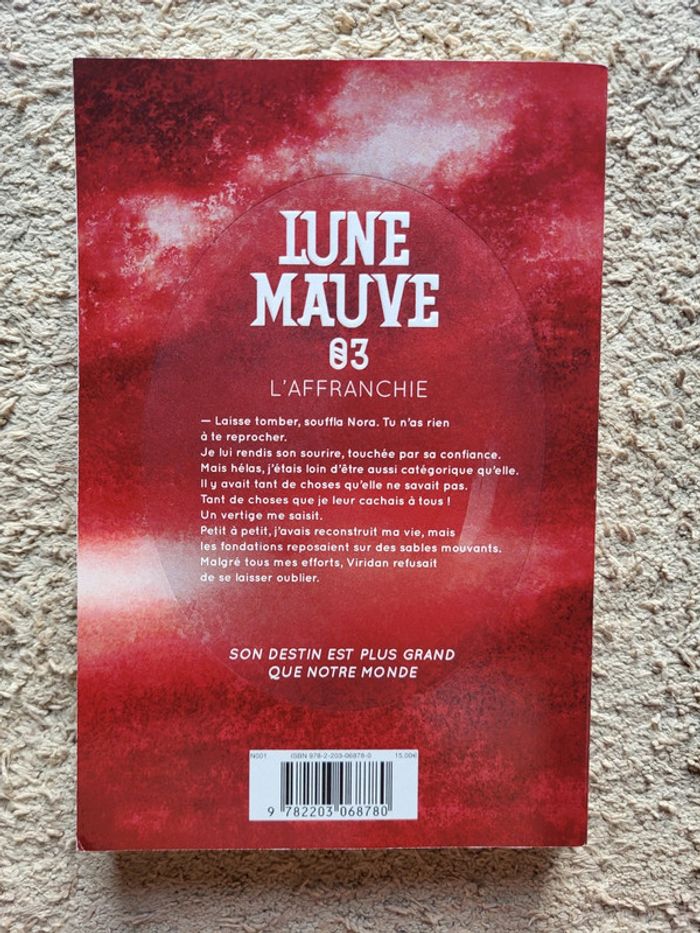 LUNE
MAUVE
03
L'AFFRANCHIE
— Laisse tomber, souffla Nora. Tu n'as rien
à te reprocher.
Je lui rendis son sourire, touchée par sa confiance.
Mais hélas, j'étais loin d'être aussi catégorique qu'elle.
Il y avait tant de choses qu'elle ne savait pas.
Tant de choses que je leur cachais à tous !
Un vertige me saisit.
Petit à petit, j'avais reconstruit ma vie, mais
les fondations reposaient sur des sables mouvants.
Malgré tous mes efforts, Viridan refusait
de se laisser oublier.
SON DESTIN EST PLUS GRAND
QUE NOTRE MONDE
N001 ISBN 978-2-203-06878-0 15.00€
9 782203 068780